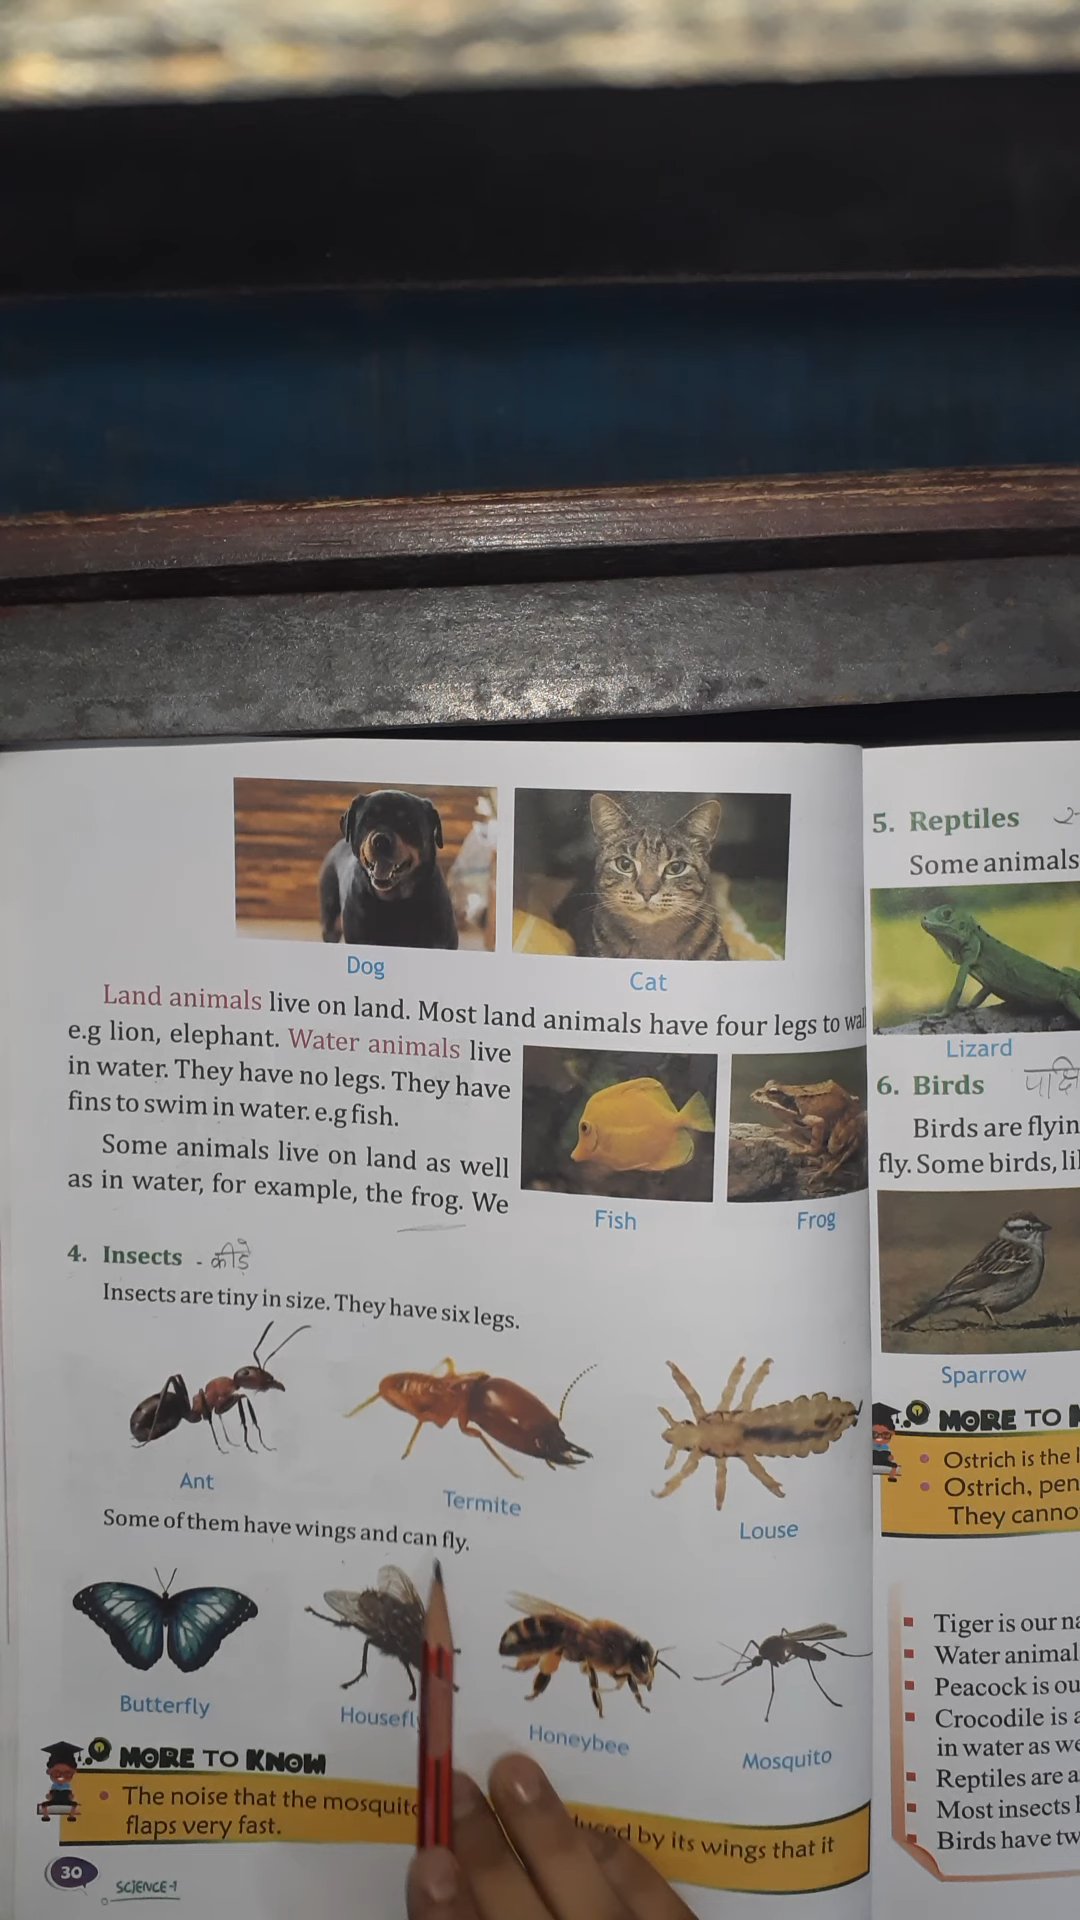 Dog
Cat
Land animals live on land. Most land animals have four legs to
e.g lion, elephant. Water animals live
in water. They have no legs. They have
fins to swim in water. e.g fish.
Some animals live on land as well
as in water, for example, the frog. We
Fish
Frog
4. Insects - कीड़े
Insects are tiny in size. They have six legs.
Ant
Termite
Louse
Some of them have wings and can fly.
Butterfly
Housefl
Honeybee
Mosquito
MORE TO KNOW
• The noise that the mosquito by its wings that it
flaps very fast.
30
SCIENCE-1
5. Reptiles
Some animals
Lizard
6. Birds
Birds are flyin
fly. Some birds, li
Sparrow
MORE TO
• Ostrich is the
• Ostrich, pen
They canno
Tiger is our na
Water animal
Peacock is ou
Crocodile is a
in water as we
Reptiles are a
Most insects
Birds have tw